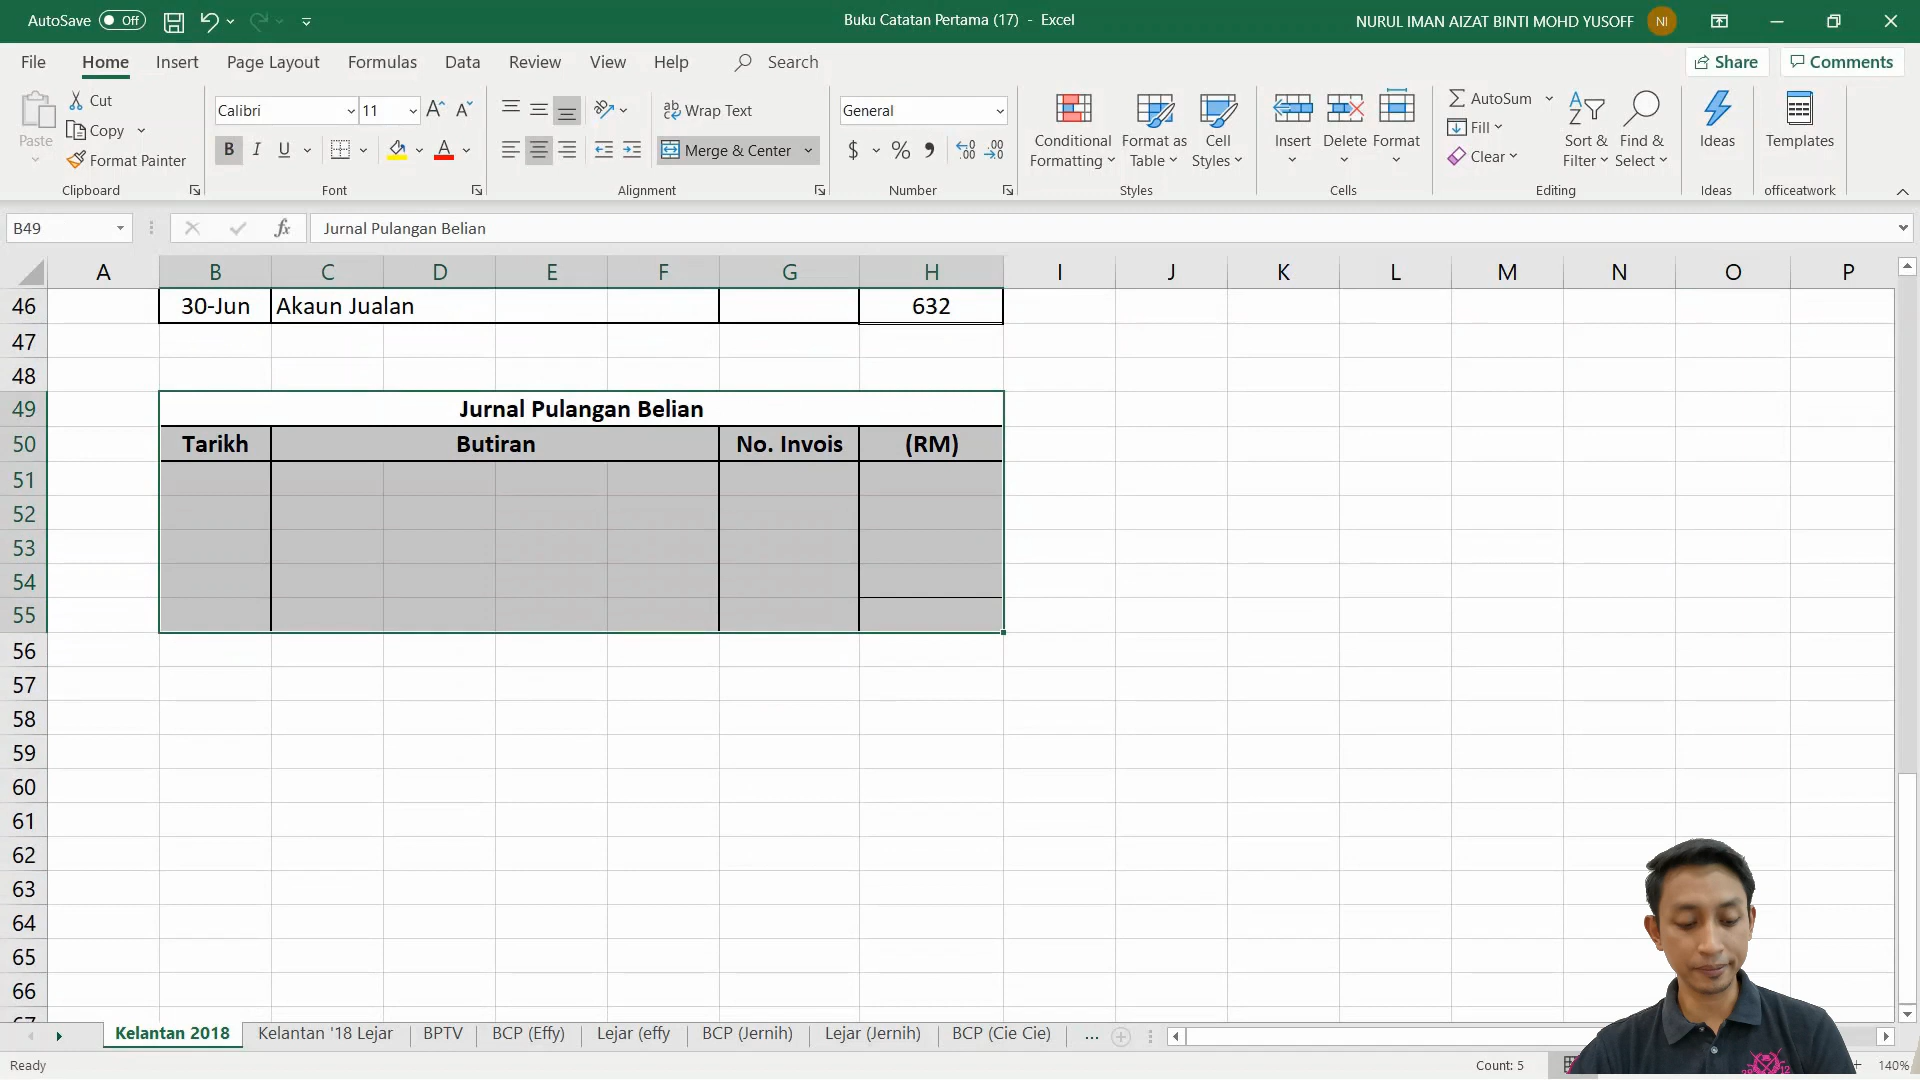 AutoSave Off
Buku Catatan Pertama (17) - Excel
NURUL IMAN AIZAT BINTI MOHD YUSOFF NI
File Home Insert Page Layout Formulas Data Review View Help Search Share Comments
Paste Cut Copy Format Painter
Clipboard
Calibri 11
B I U
Font
Wrap Text
Merge & Center
Alignment
General
$ % 9
Number
Conditional Formatting
Format as Table
Cell Styles
Styles
Insert Delete Format
Cells
AutoSum
Fill
Clear
Sort & Filter
Find & Select
Editing
Ideas
Ideas
Templates
officeatwork
B49 fx Jurnal Pulangan Belian
A B C D E F G H I J K L M N O P
46 30-Jun Akaun Jualan 632
47
48
49 Jurnal Pulangan Belian
50 Tarikh Butiran No. Invois (RM)
51
52
53
54
55
56
57
58
59
60
61
62
63
64
65
66
Kelantan 2018 Kelantan '18 Lejar BPTV BCP (Effy) Lejar (effy BCP (Jernih) Lejar (Jernih) BCP (Cie Cie) ...
Ready Count: 5 140%